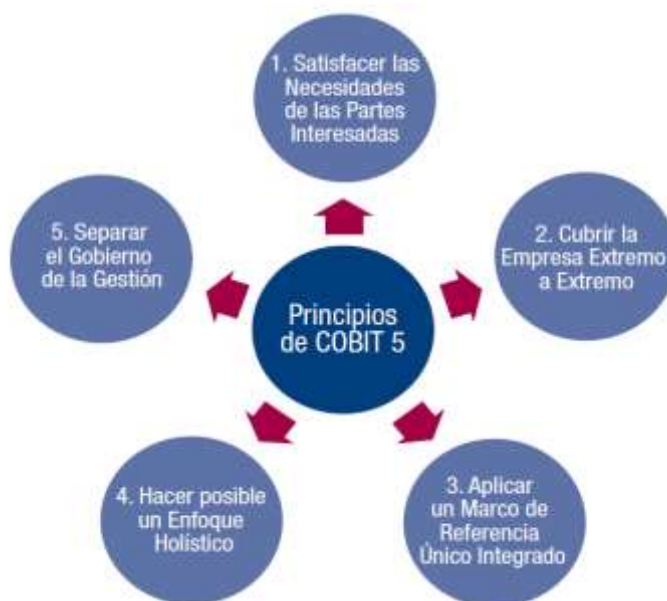 1. Satisfacer las
Necesidades
de las Partes
Interesadas
5. Separar
el Gobierno
de la Gestión
2. Cubrir la
Empresa Extremo
a Extremo
Principios
de COBIT 5
4. Hacer posible
un Enfoque
Holístico
3. Aplicar
un Marco de
Referencia
Único Integrado